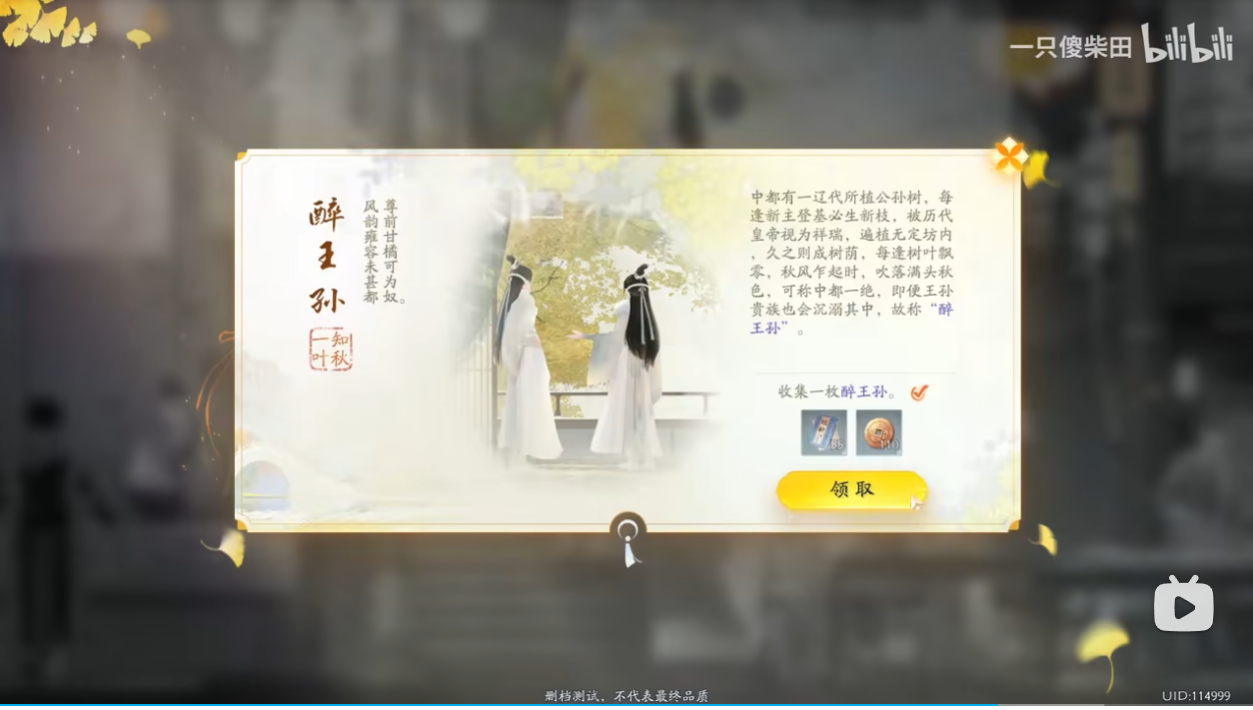 一只傻柴田 bilibili
醉王孙
一知
叶秋
尊前甘橘可为奴。
风韵雍容未甚都
中都有一辽代所植公孙树，每
逢新主登基必生新枝，被历代
皇帝视为祥瑞，遍植无定坊内
，久之则成树荫，每逢树叶飘
零，秋风乍起时，吹落满头秋
色，可称中都一绝，即便王孙
贵族也会沉溺其中，故称“醉
王孙”。
收集一枚醉王孙。
领取
删档测试，不代表最终品质
UID:114999